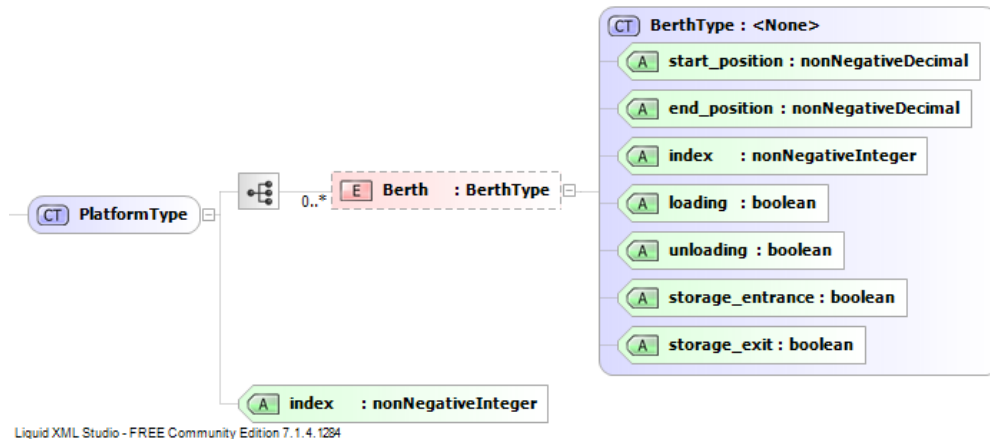 CT BerthType : <None>
A start_position : nonNegativeDecimal
A end_position : nonNegativeDecimal
A index : nonNegativeInteger
A loading : boolean
A unloading : boolean
A storage_entrance : boolean
A storage_exit : boolean
0..* E Berth : BerthType
CT PlatformType
A index : nonNegativeInteger
Liquid XML Studio - FREE Community Edition 7.1.4.1284